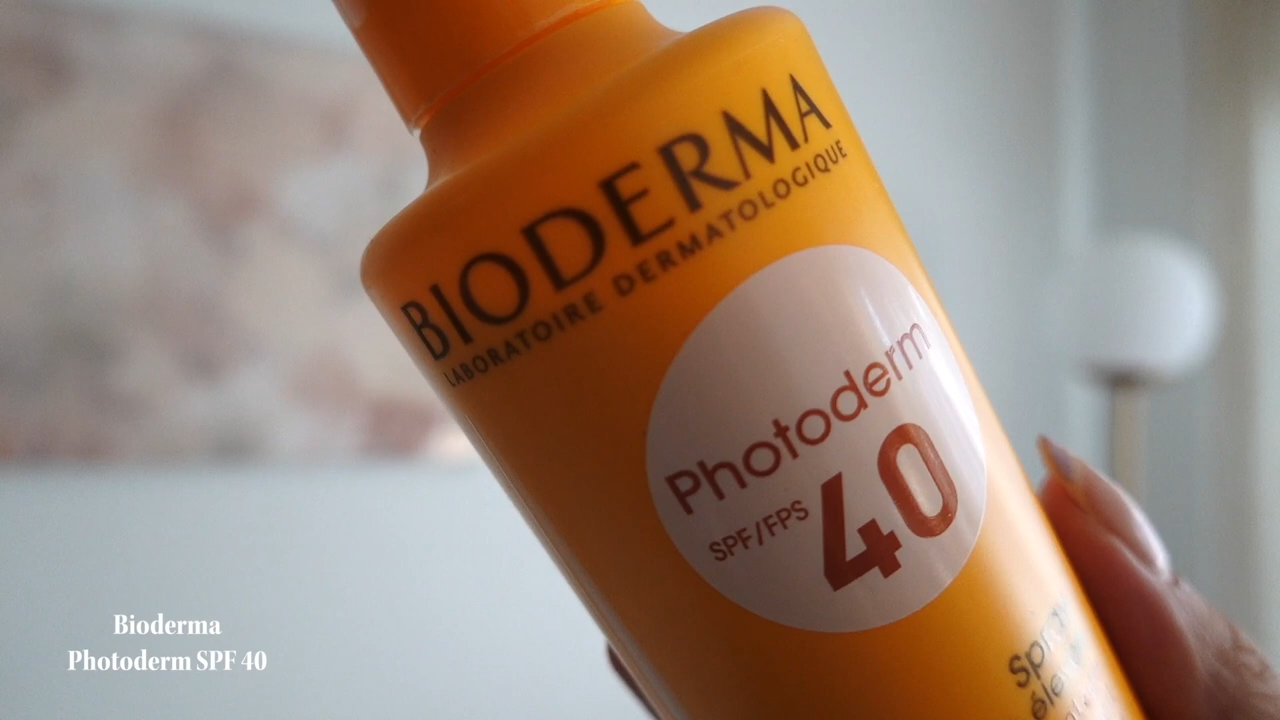 BIODERMA
LABORATOIRE DERMATOLOGIQUE
Photoderm
SPF/FPS 40
Bioderma
Photoderm SPF 40